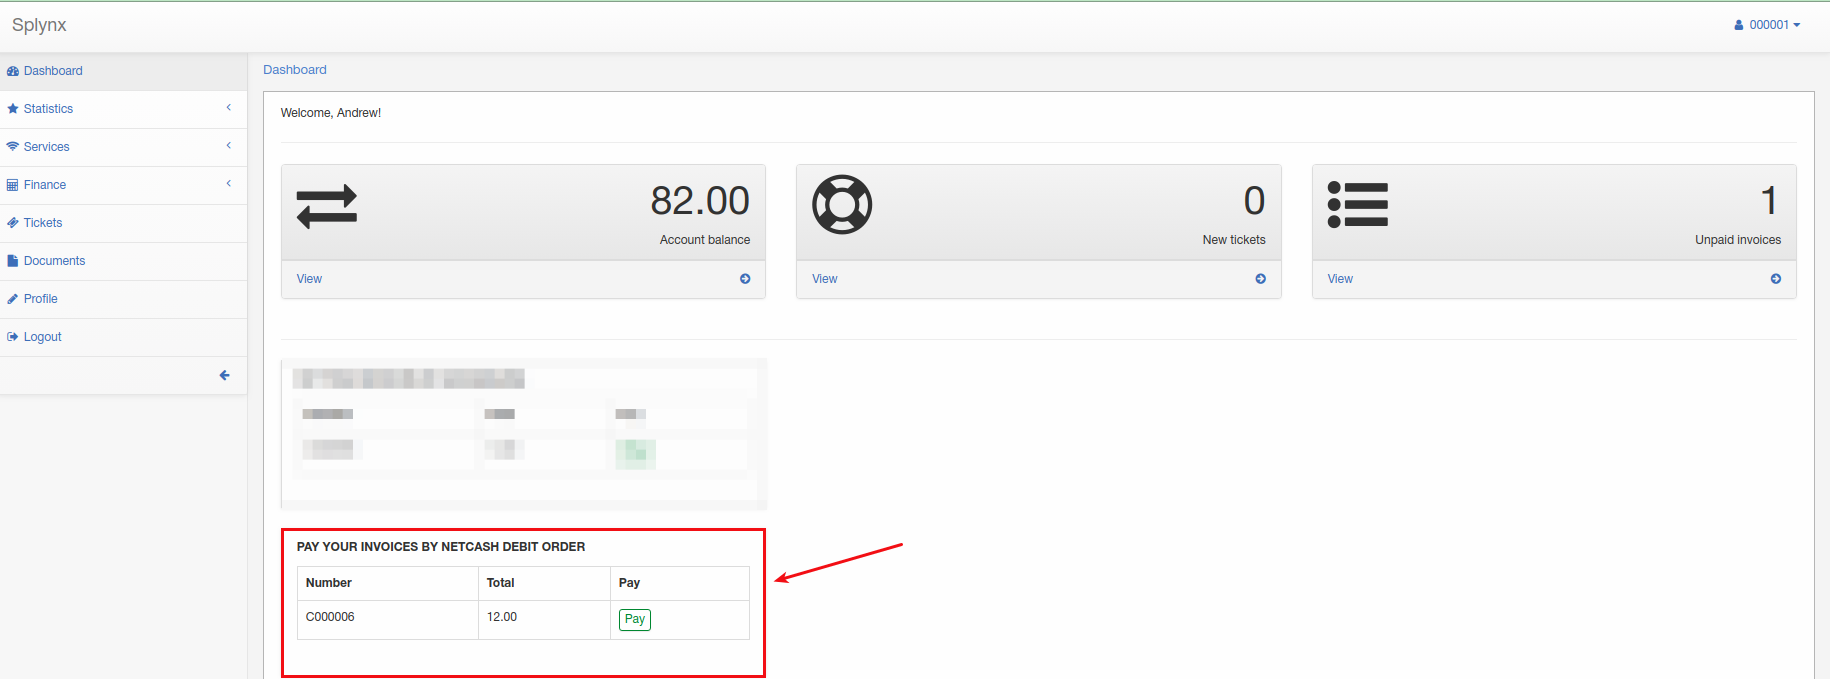 Splynx
000001
Dashboard
Statistics
Services
Finance
Tickets
Documents
Profile
Logout
Dashboard
Welcome, Andrew!
82.00
Account balance
View
0
New tickets
View
1
Unpaid invoices
View
PAY YOUR INVOICES BY NETCASH DEBIT ORDER
Number Total Pay
C000006 12.00 Pay